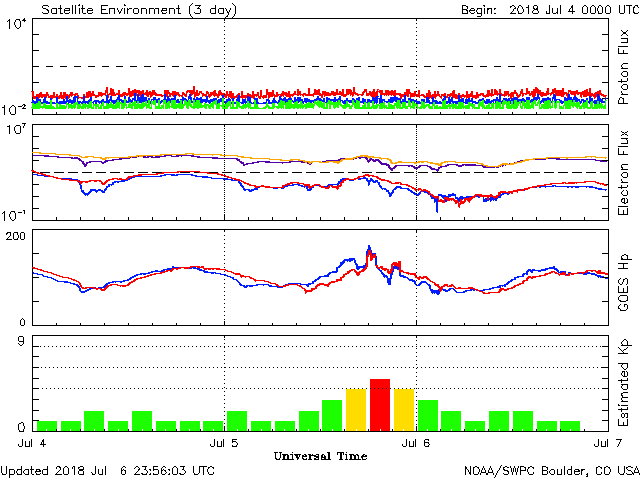 Satellite Environment (3 day) Begin: 2018 Jul 4 0000 UTC
10^4
Proton Flux
10^-2
10^7
Electron Flux
10^-1
200
GOES Hp
0
9
Estimated Kp
0
Jul 4 Jul 5 Jul 6 Jul 7
Universal Time
Updated 2018 Jul 6 23:56:03 UTC NOAA/SWPC Boulder, CO USA